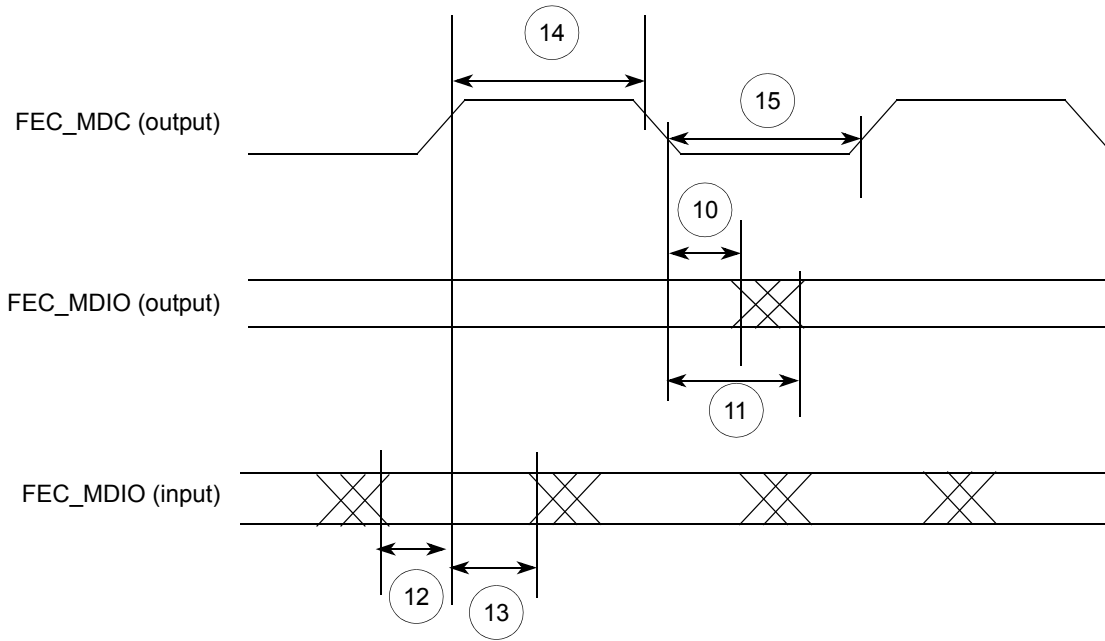 14
FEC_MDC (output)
15
10
FEC_MDIO (output)
11
FEC_MDIO (input)
12
13